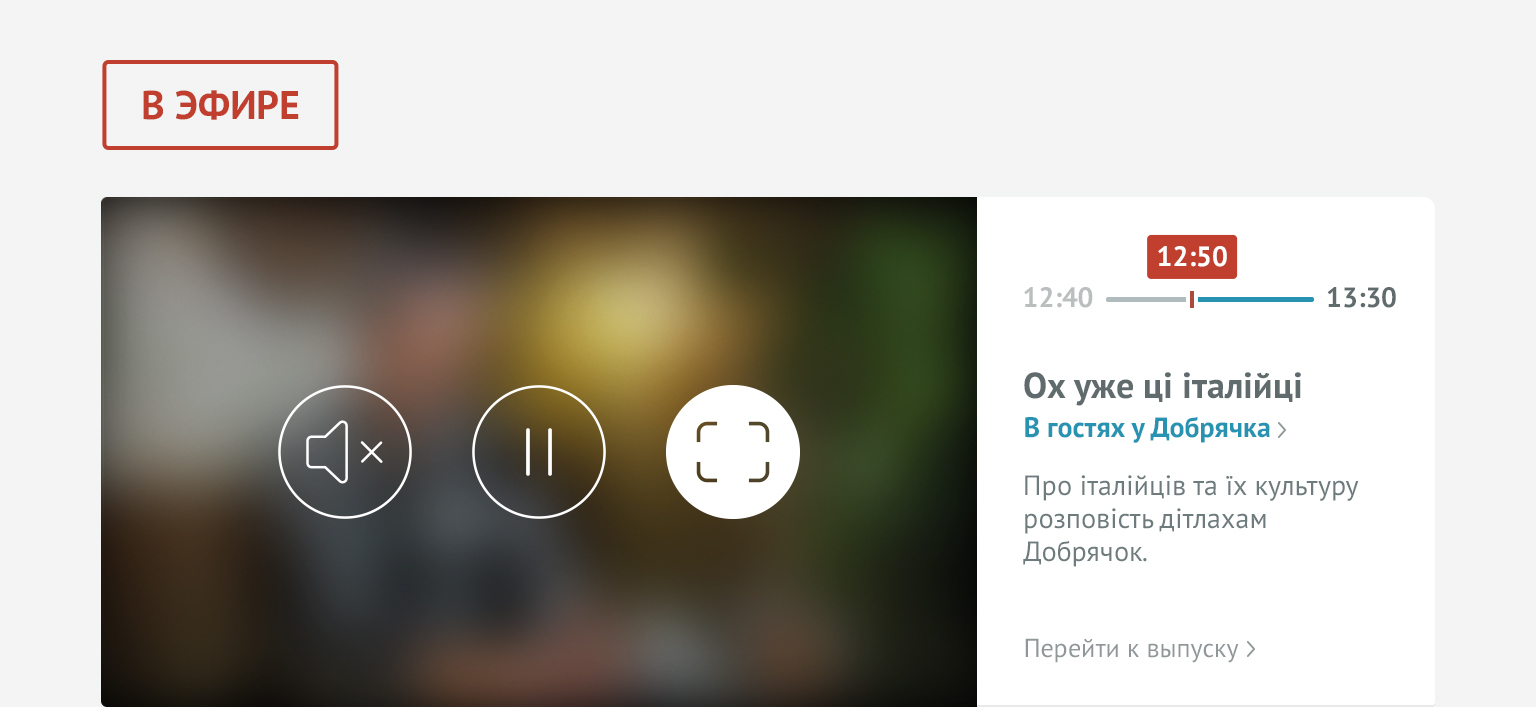 В ЭФИРЕ
12:50
12:40 13:30
Ох уже ці італійці
В гостях у Добрячка
Про італійців та їх культуру
розповість дітлахам
Добрячок.
Перейти к выпуску